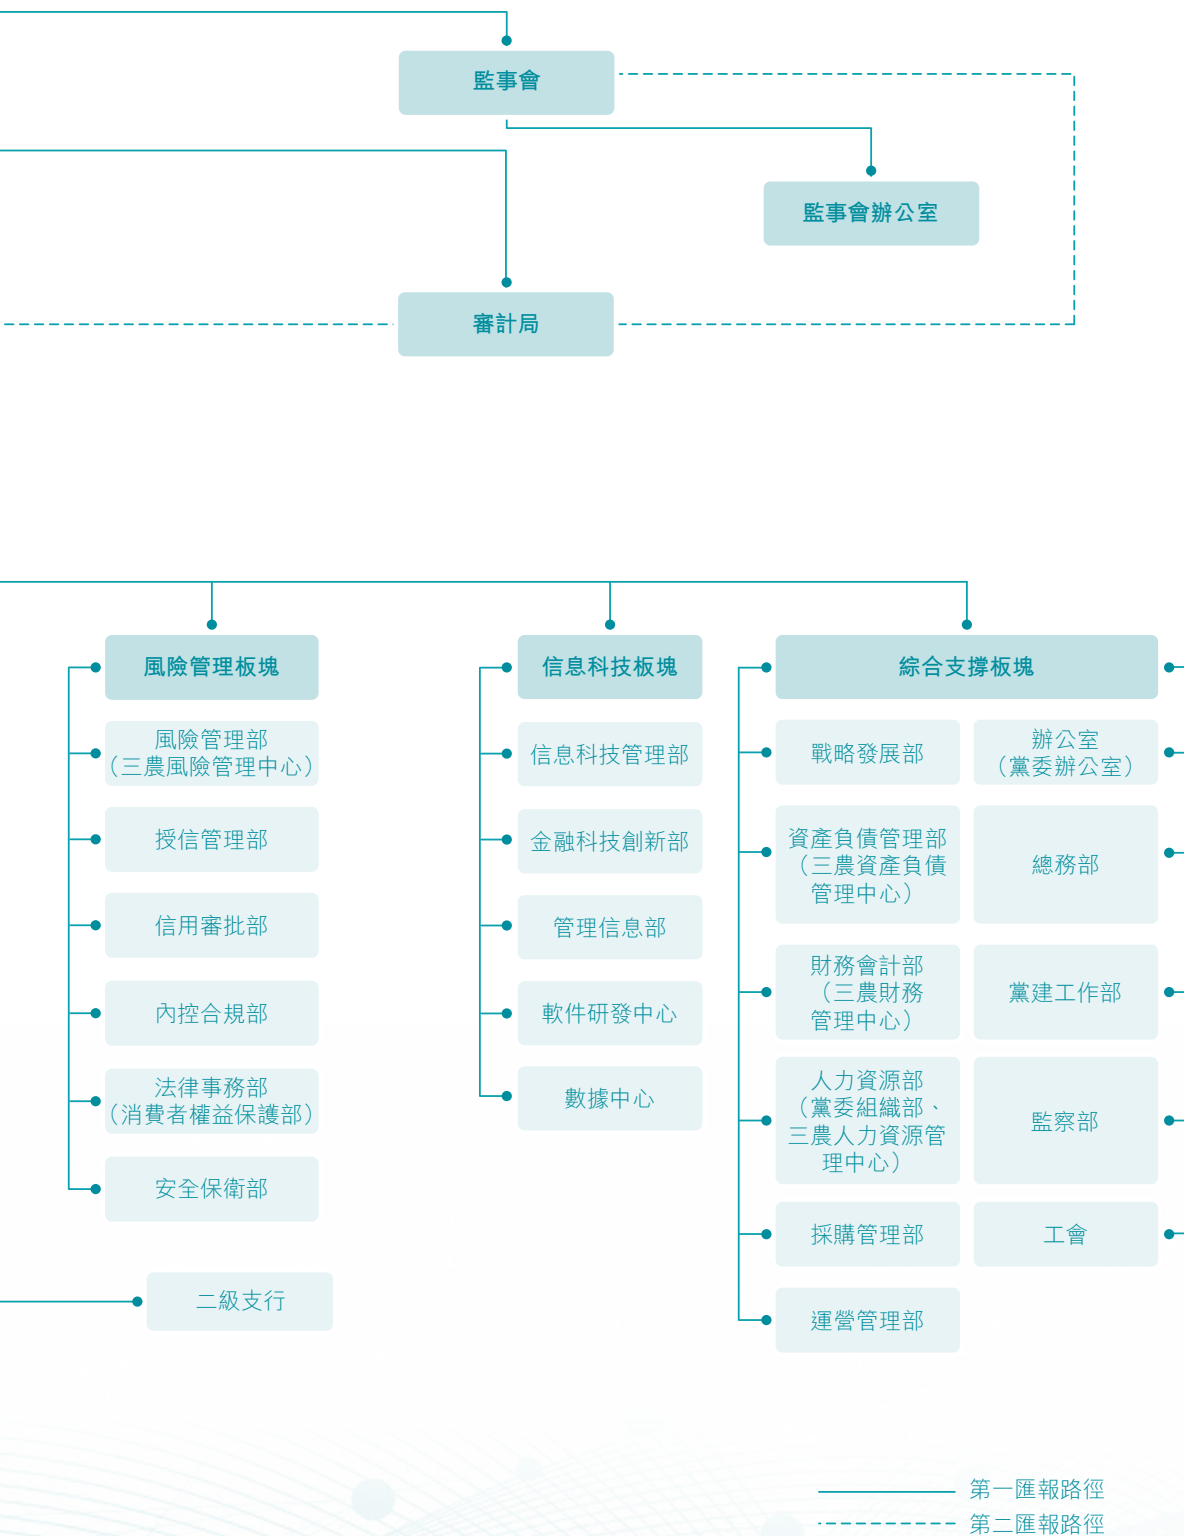 監事會
監事會辦公室
審計局
風險管理板塊
風險管理部
（三農風險管理中心）
授信管理部
信用審批部
內控合規部
法律事務部
（消費者權益保護部）
安全保衛部
二級支行
信息科技板塊
信息科技管理部
金融科技創新部
管理信息部
軟件研發中心
數據中心
綜合支撐板塊
戰略發展部
資產負債管理部
（三農資產負債
管理中心）
財務會計部
（三農財務
管理中心）
人力資源部
（黨委組織部、
三農人力資源管
理中心）
採購管理部
運營管理部
辦公室
（黨委辦公室）
總務部
黨建工作部
監察部
工會
第一匯報路徑
第二匯報路徑